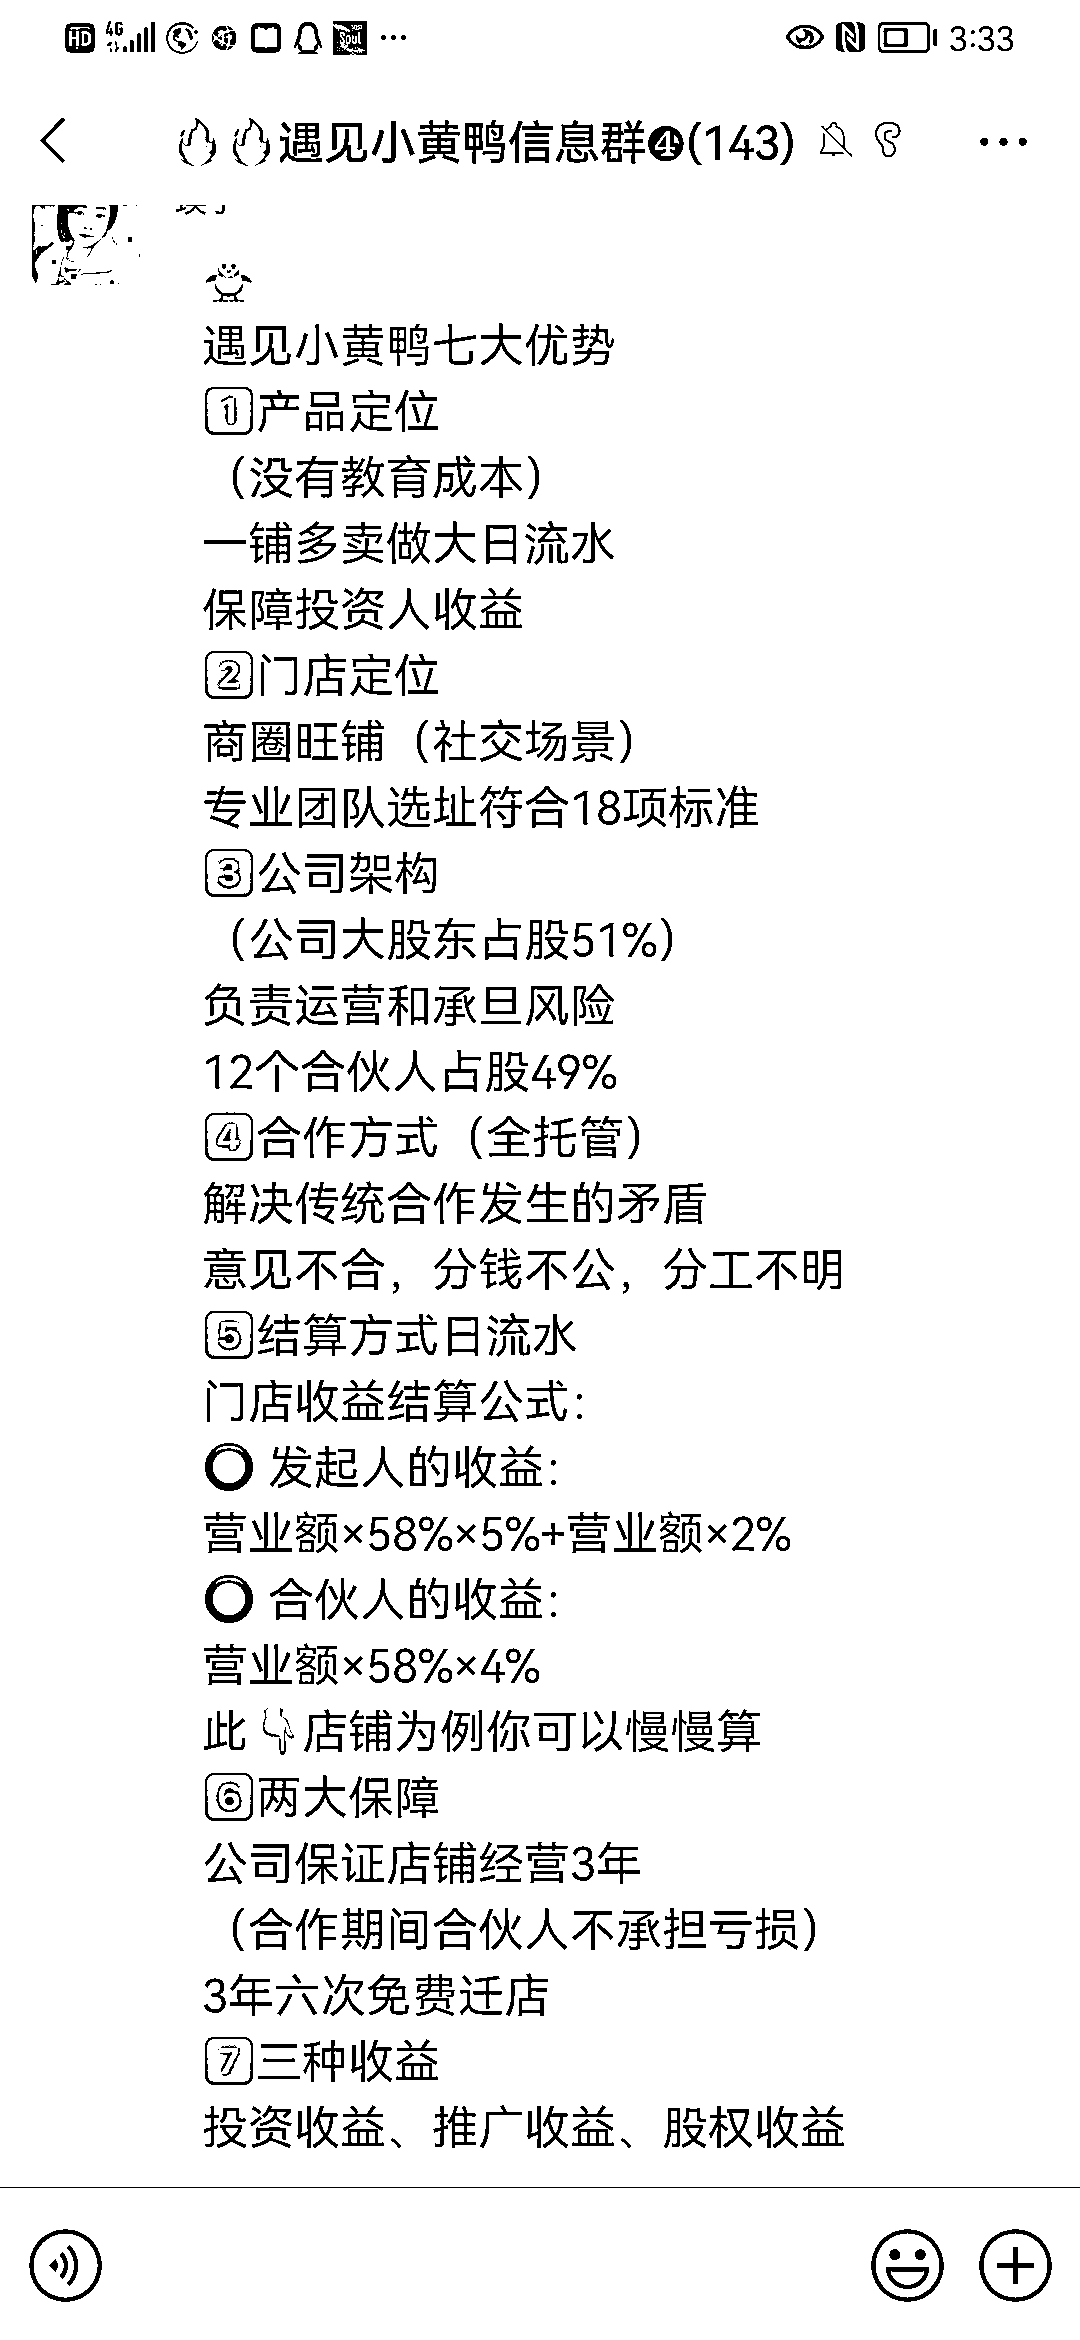 HD 4G Soul ··· 3:33
遇见小黄鸭信息群❹(143) ···
遇见小黄鸭七大优势
1产品定位
（没有教育成本）
一铺多卖做大日流水
保障投资人收益
2门店定位
商圈旺铺（社交场景）
专业团队选址符合18项标准
3公司架构
（公司大股东占股51%）
负责运营和承旦风险
12个合伙人占股49%
4合作方式（全托管）
解决传统合作发生的矛盾
意见不合，分钱不公，分工不明
5结算方式日流水
门店收益结算公式：
⭕ 发起人的收益：
营业额×58%×5%+营业额×2%
⭕ 合伙人的收益：
营业额×58%×4%
此👇店铺为例你可以慢慢算
6两大保障
公司保证店铺经营3年
（合作期间合伙人不承担亏损）
3年六次免费迁店
7三种收益
投资收益、推广收益、股权收益